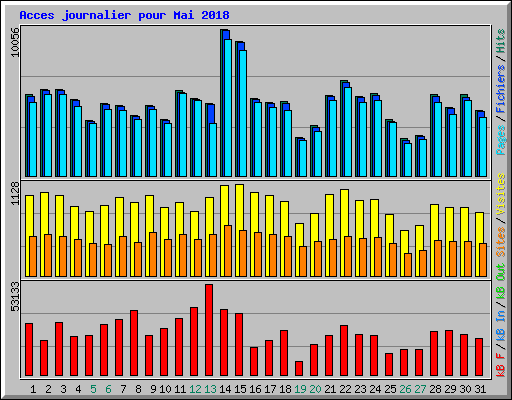 Acces journalier pour Mai 2018
10056
1128
53133
Pages / Fichiers / Hits
Sites / Visites
kB F / kB In / kB Out
1 2 3 4 5 6 7 8 9 10 11 12 13 14 15 16 17 18 19 20 21 22 23 24 25 26 27 28 29 30 31